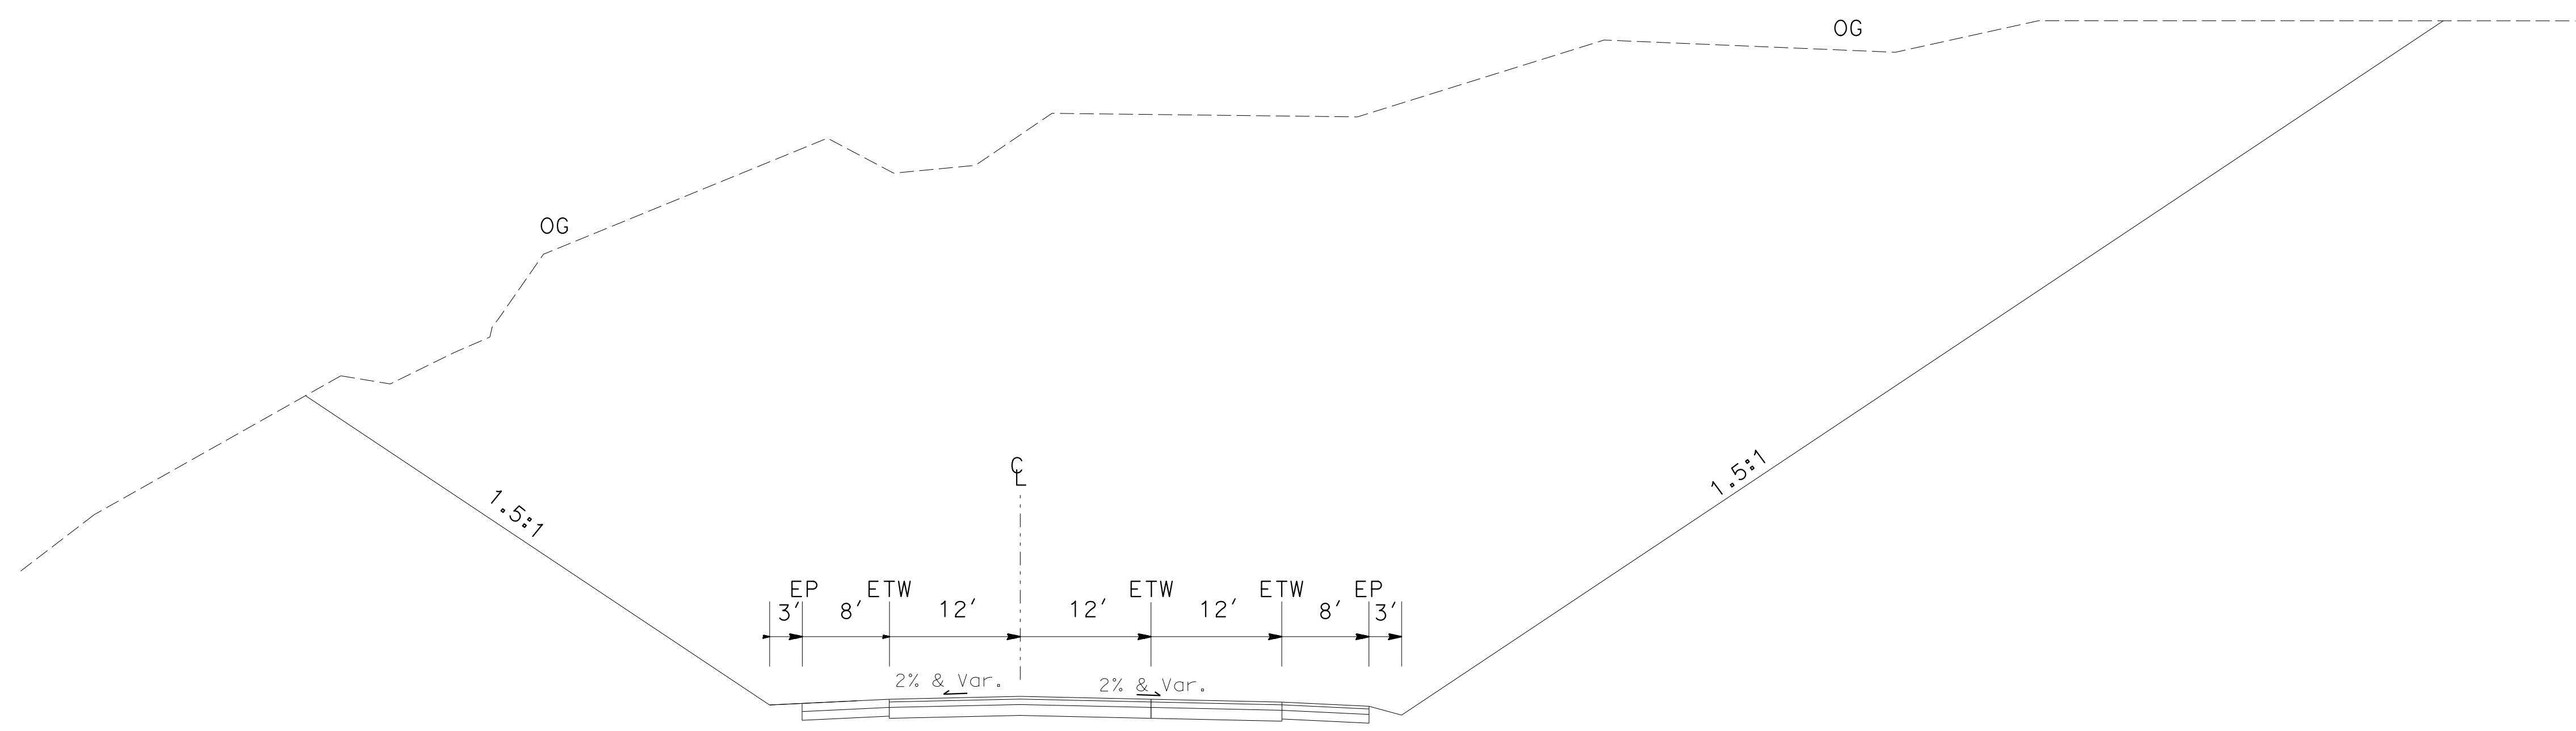 OG
OG
℄
1.5:1
1.5:1
EP ETW ETW ETW EP
3' 8' 12' 12' 12' 8' 3'
2% & Var. 2% & Var.